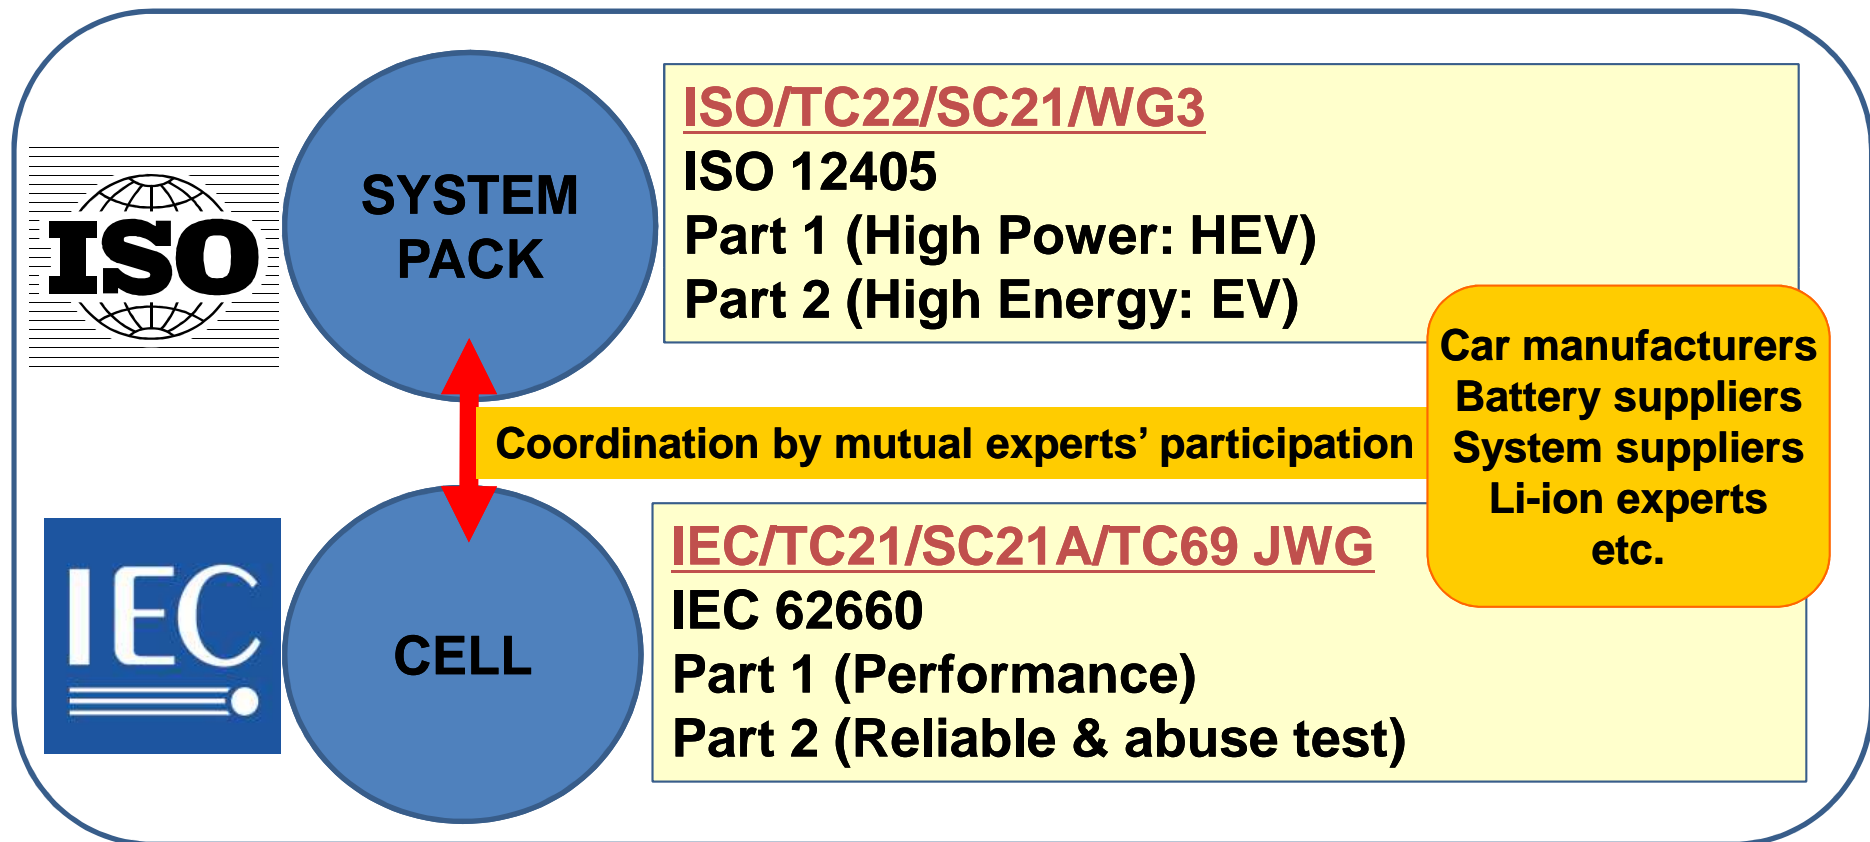 ISO
SYSTEM
PACK
ISO/TC22/SC21/WG3
ISO 12405
Part 1 (High Power: HEV)
Part 2 (High Energy: EV)
Car manufacturers
Battery suppliers
System suppliers
Li-ion experts
etc.
Coordination by mutual experts’ participation
IEC
CELL
IEC/TC21/SC21A/TC69 JWG
IEC 62660
Part 1 (Performance)
Part 2 (Reliable & abuse test)